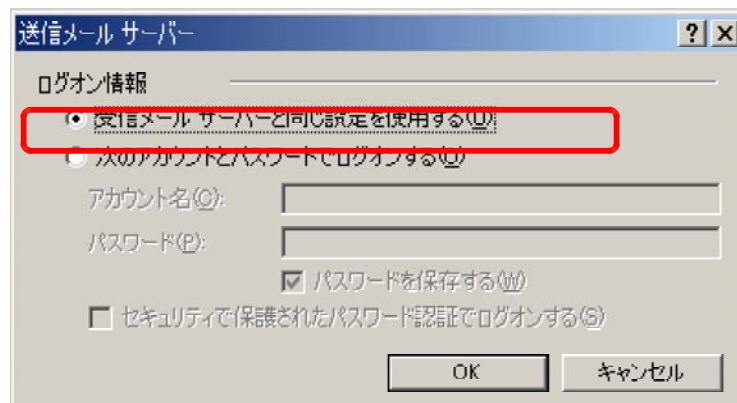 送信メール サーバー
ログオン情報
受信メール サーバーと同じ設定を使用する(U)
次のアカウントとパスワードでログオンする(O)
アカウント名(C):
パスワード(P):
パスワードを保存する(W)
セキュリティで保護されたパスワード認証でログオンする(S)
OK キャンセル